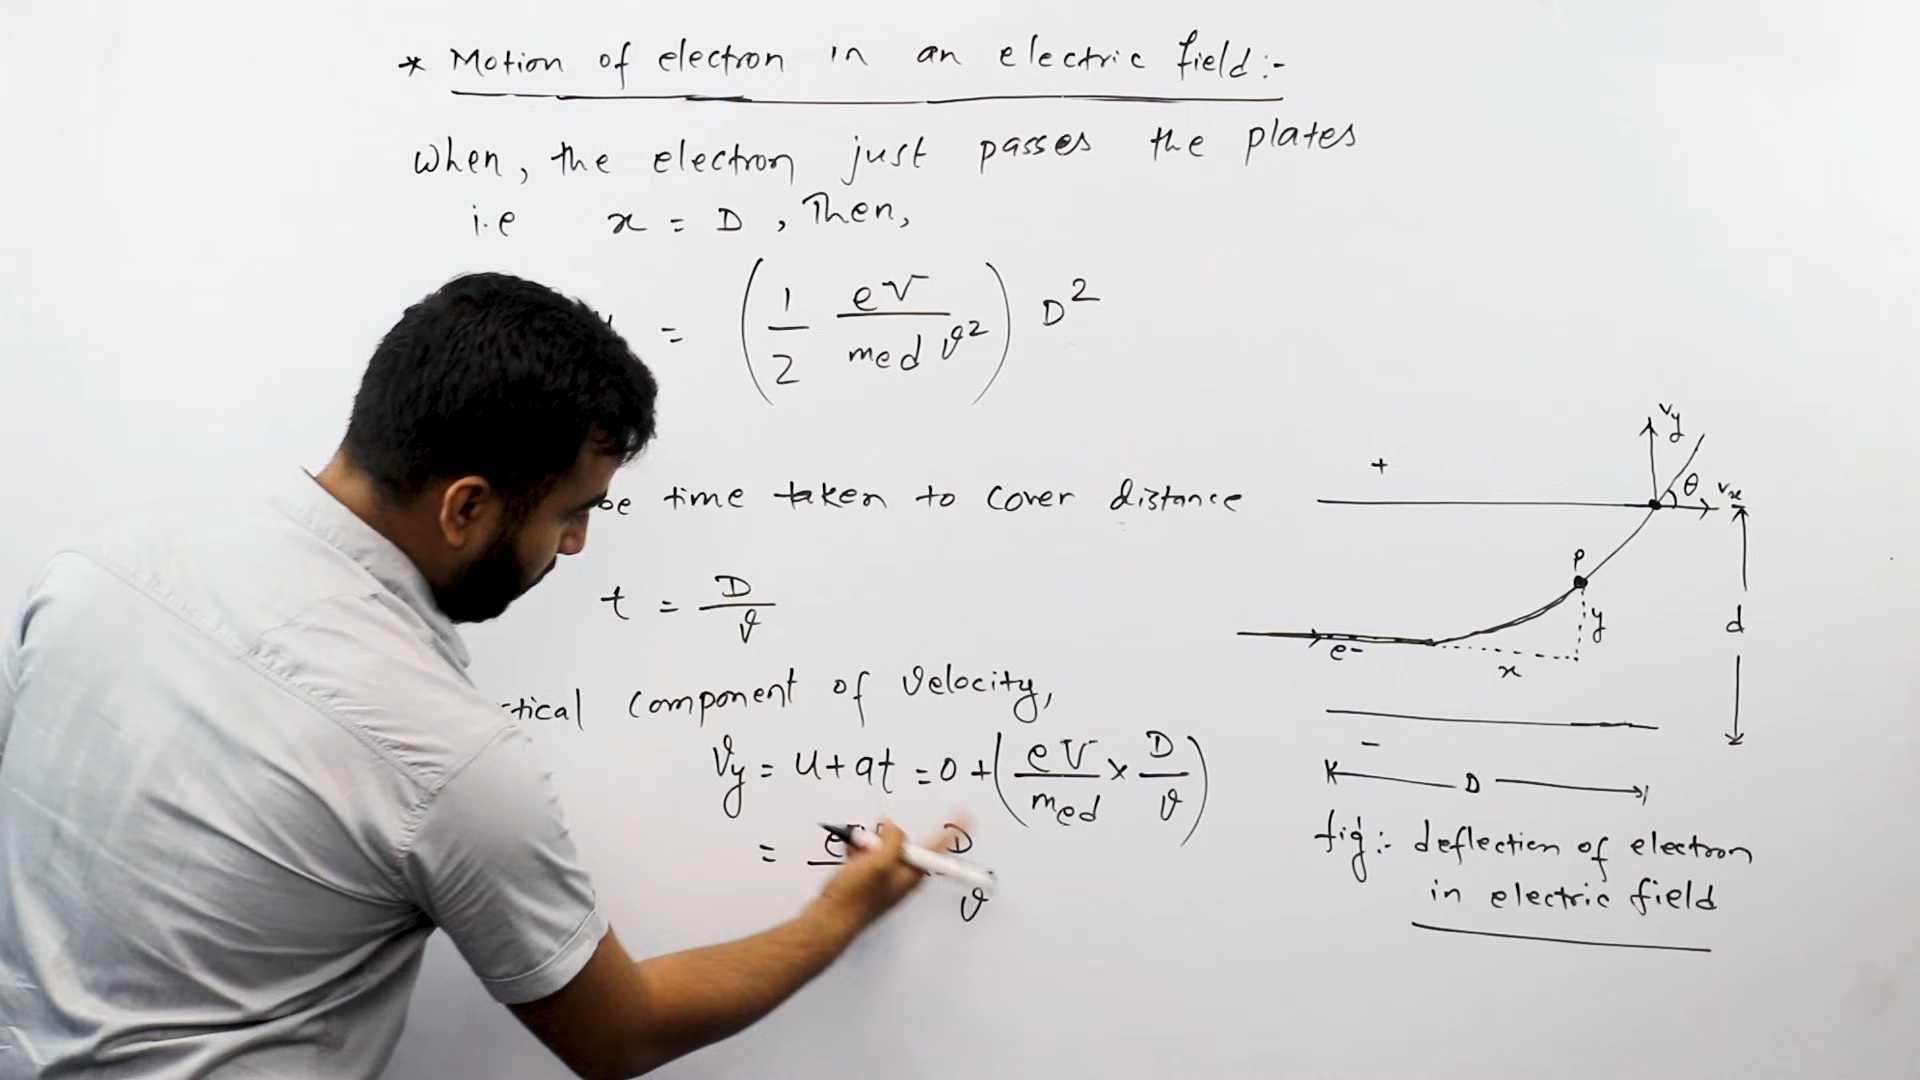 * Motion of electron in an electric field:-
when, the electron just passes the plates
i.e x = D , Then,
= (1/2 eV/med v²) D²
be time taken to cover distance
t = D/v
component of velocity,
vy = u+at = 0 + (eV/med × D/v)
= D/v
vy
+
θ vx
P
y
d
e-
x
-
D
fig:- deflection of electron
in electric field